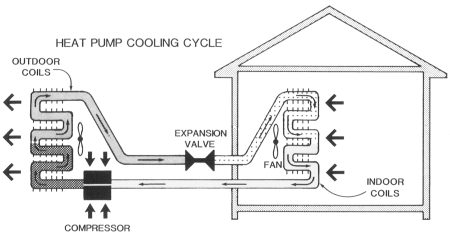 HEAT PUMP COOLING CYCLE
OUTDOOR
COILS
EXPANSION
VALVE
FAN
INDOOR
COILS
COMPRESSOR